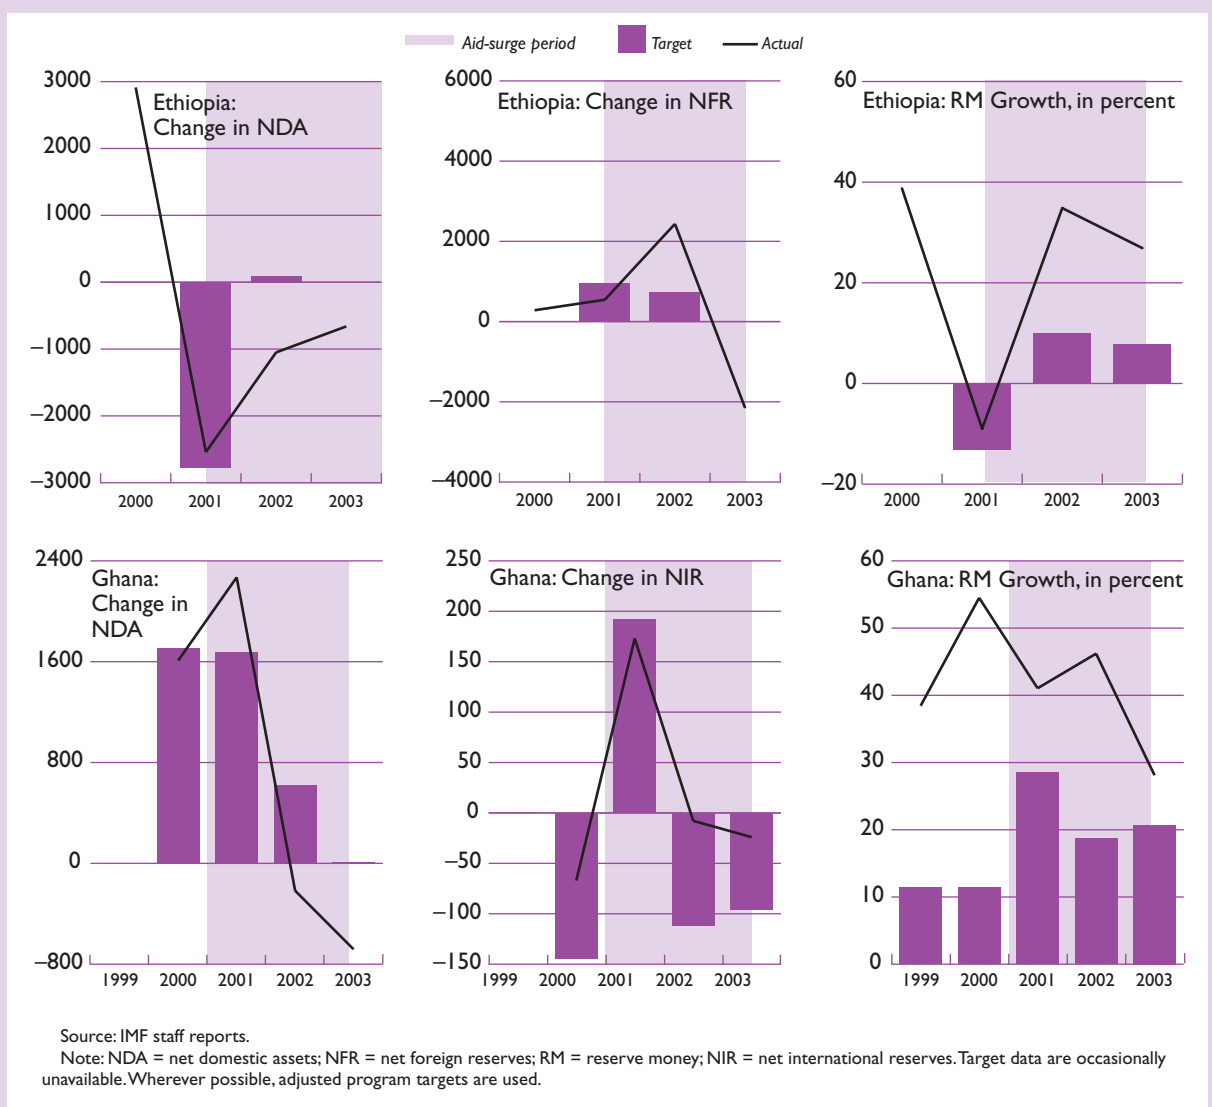 Aid-surge period Target Actual
Ethiopia:
Change in NDA
3000
2000
1000
0
–1000
–2000
–3000
2000 2001 2002 2003
Ethiopia: Change in NFR
6000
4000
2000
0
–2000
–4000
2000 2001 2002 2003
Ethiopia: RM Growth, in percent
60
40
20
0
–20
2000 2001 2002 2003
Ghana:
Change in
NDA
2400
1600
800
0
–800
1999 2000 2001 2002 2003
Ghana: Change in NIR
250
200
150
100
50
0
–50
–100
–150
1999 2000 2001 2002 2003
Ghana: RM Growth, in percent
60
50
40
30
20
10
0
1999 2000 2001 2002 2003
Source: IMF staff reports.
Note: NDA = net domestic assets; NFR = net foreign reserves; RM = reserve money; NIR = net international reserves. Target data are occasionally
unavailable. Wherever possible, adjusted program targets are used.